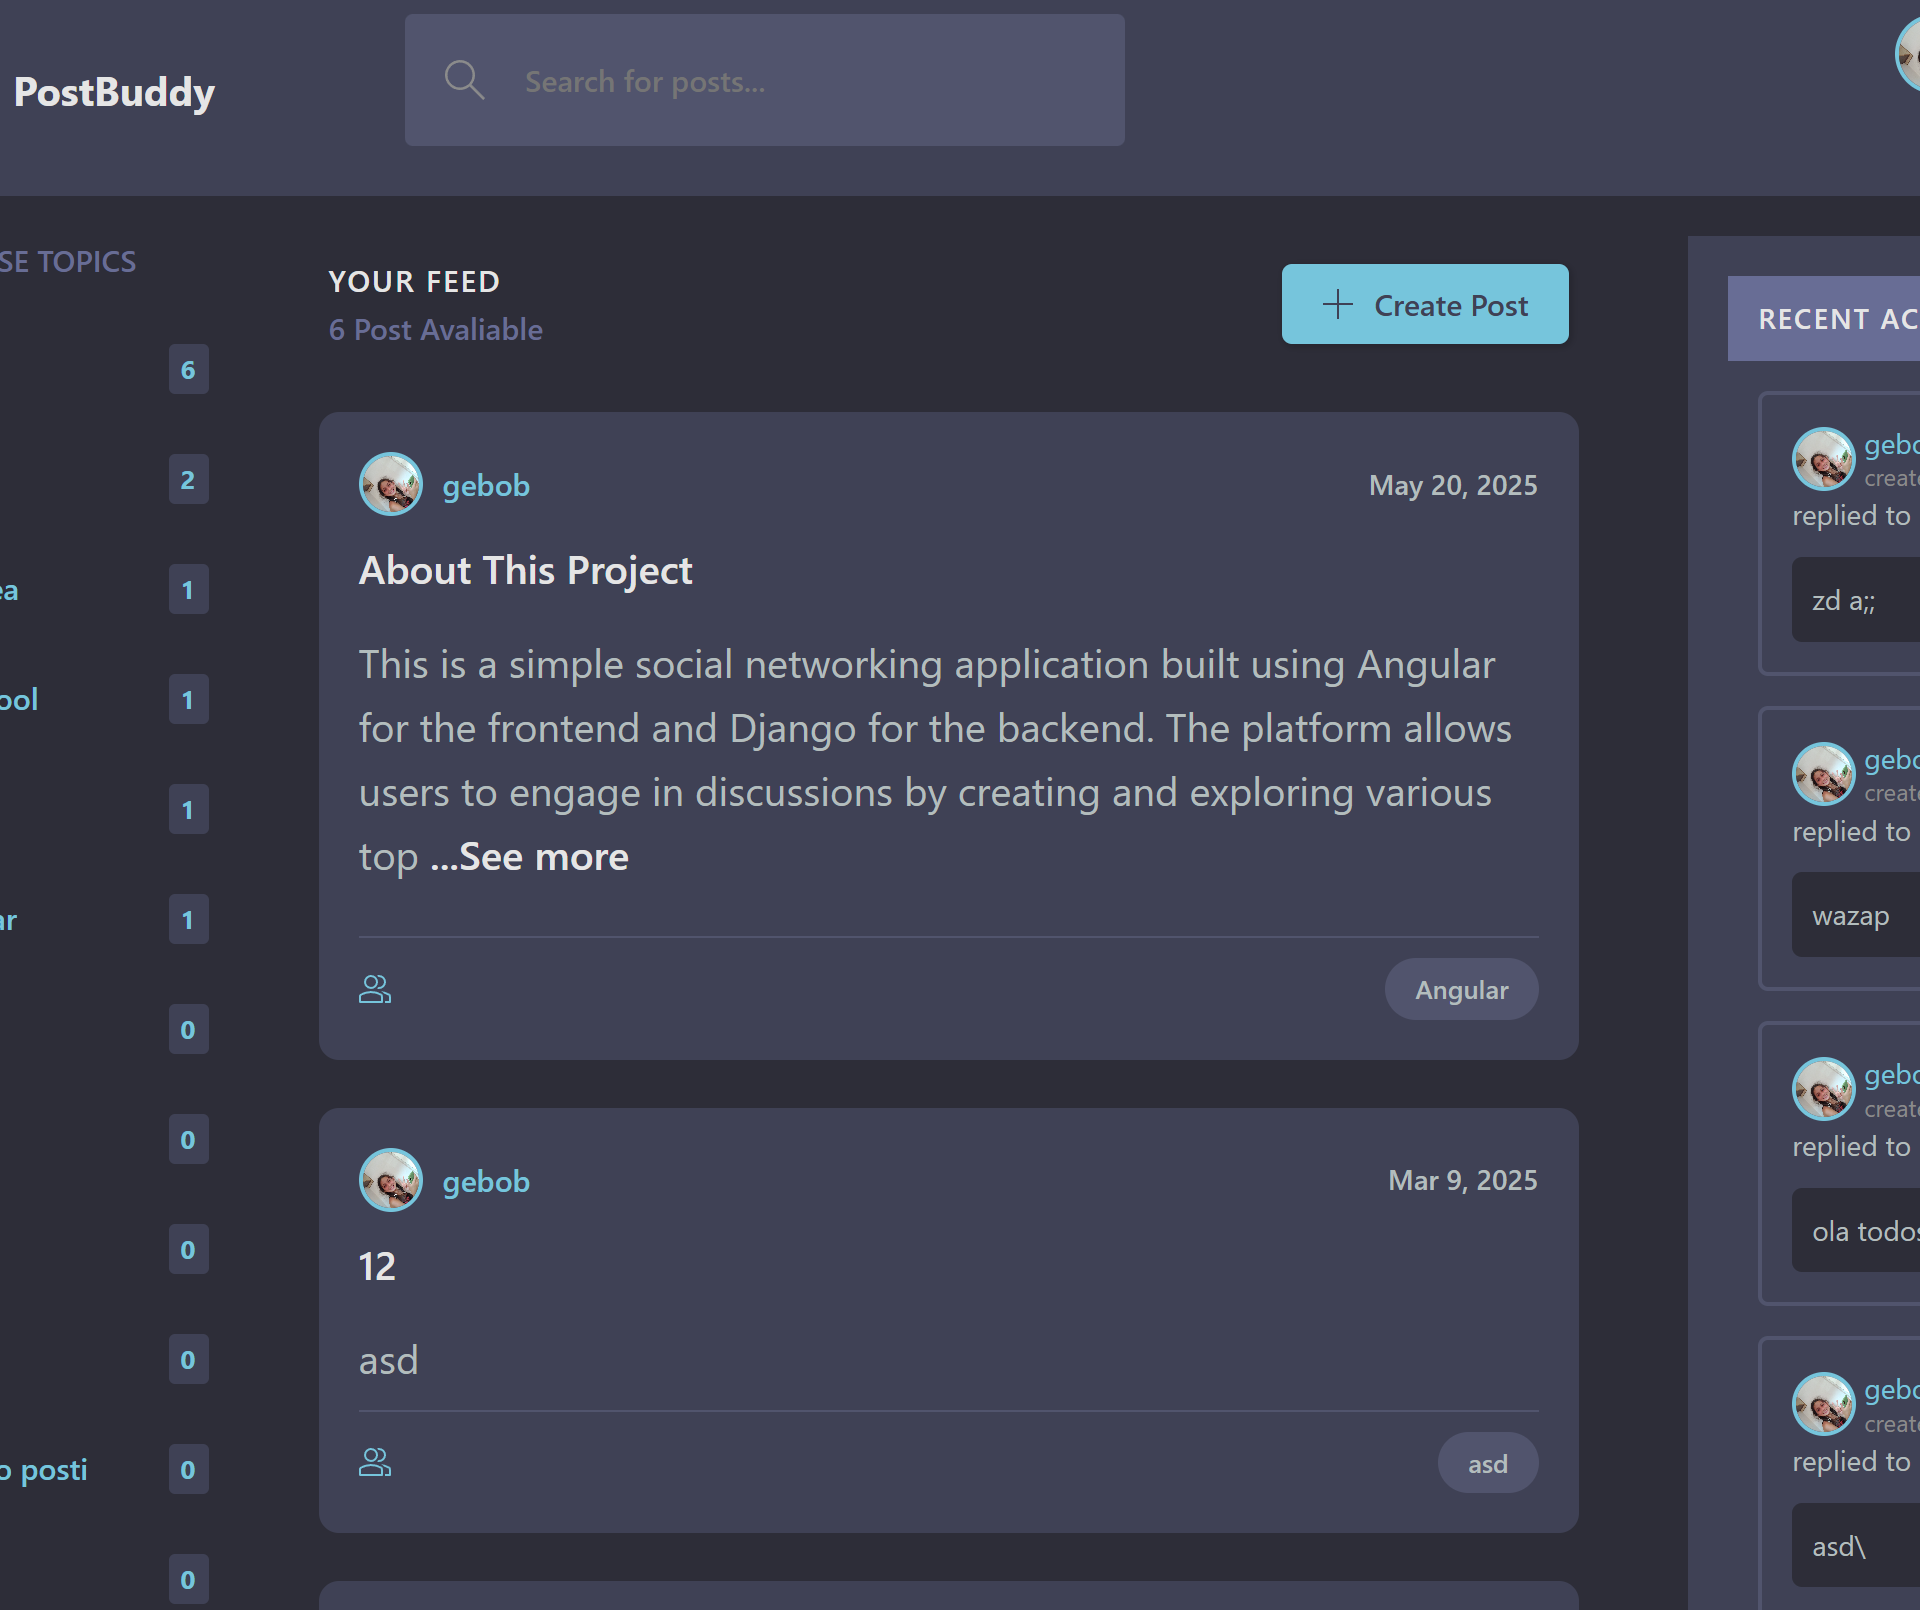 PostBuddy
Search for posts...
SE TOPICS
6
2
ea 1
ool 1
1
ar 1
0
0
0
0
o posti 0
0
YOUR FEED
6 Post Avaliable
Create Post
gebob
May 20, 2025
About This Project
This is a simple social networking application built using Angular
for the frontend and Django for the backend. The platform allows
users to engage in discussions by creating and exploring various
top ...See more
Angular
gebob
Mar 9, 2025
12
asd
asd
RECENT AC
gebo
create
replied to
zd a;;
gebo
create
replied to
wazap
gebo
create
replied to
ola todos
gebo
create
replied to
asd\